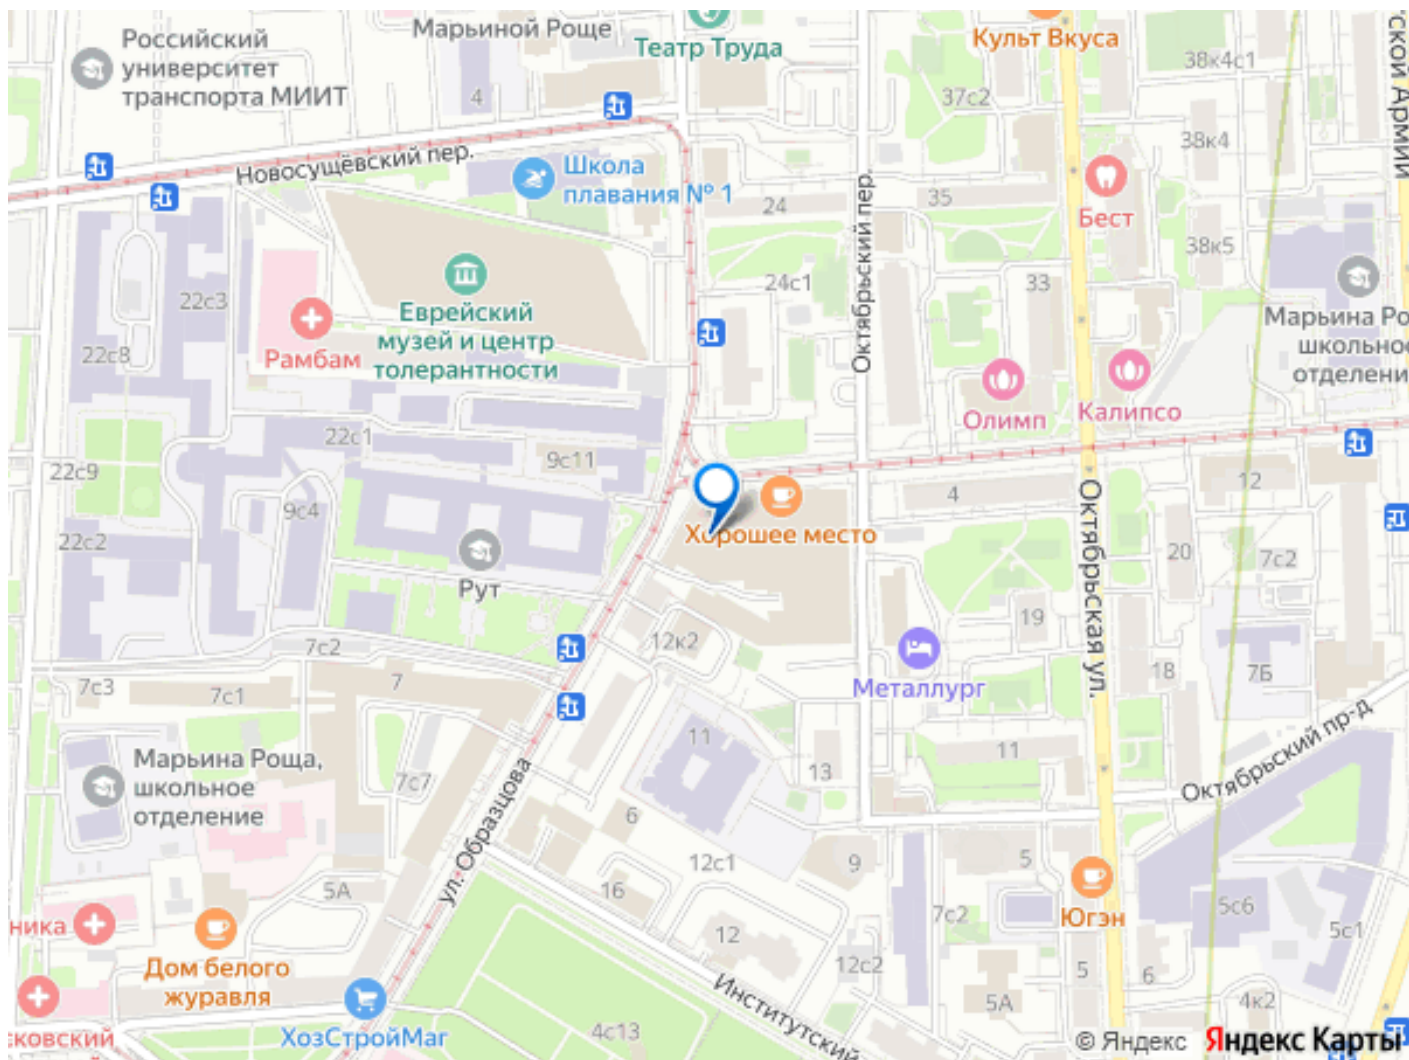 Российский
университет
транспорта МИИТ
Марьиной Роще
Театр Труда
Культ Вкуса
38к4с1
ской Армии
4
37с2
38к4
Новосущёвский пер.
Школа
плавания № 1
24
35
Бест
38к5
Октябрьский пер.
22с3
24с1
33
Еврейский
музей и центр
толерантности
Рамбам
22с8
Марьина Ро
школьнос
отделени
Олимп
Калипсо
22с1
9с11
22с9
9с4
22с2
4
12
Хорошее место
Октябрьская ул.
20
7с2
Рут
19
12к2
7с2
7с3
7с1
7
Металлург
18
7Б
11
11
13
Октябрьский пр-д
Марьина Роща,
школьное
отделение
7с7
ул. Образцова
6
12с1
9
5
5А
16
7с2
Югэн
5с6
5с1
ника
12
12с2
Дом белого
журавля
5
6
5А
4к2
Институтский
4с13
сковский
ХозСтройМаг
© Яндекс Яндекс Карты